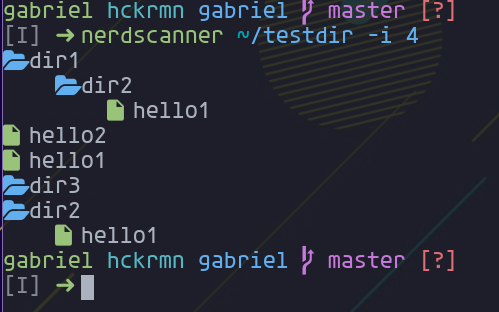 gabriel hckrmn gabriel master [?]
[I] ➜ nerdscanner ~/testdir -i 4
dir1
dir2
hello1
hello2
hello1
dir3
dir2
hello1
gabriel hckrmn gabriel master [?]
[I] ➜